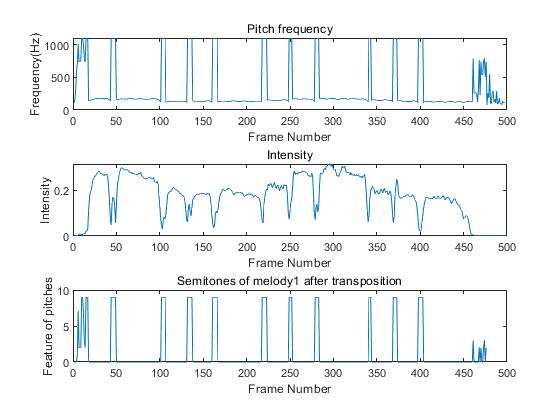 Pitch frequency
1000
500
0
Frequency(Hz)
0 50 100 150 200 250 300 350 400 450 500
Frame Number
Intensity
0.2
0
Intensity
0 50 100 150 200 250 300 350 400 450 500
Frame Number
Semitones of melody1 after transposition
10
5
0
Feature of pitches
0 50 100 150 200 250 300 350 400 450 500
Frame Number